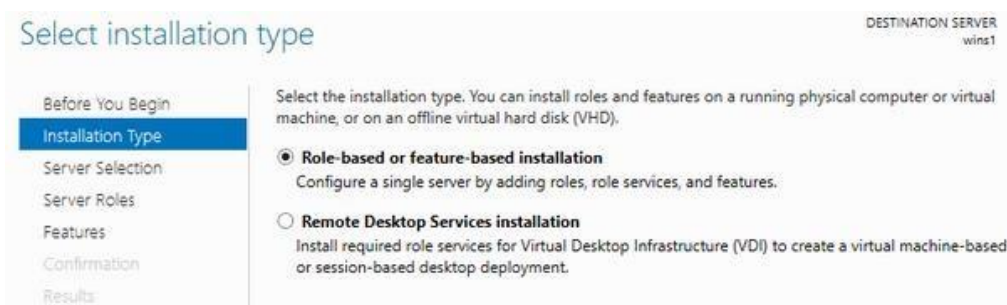 Select installation type
DESTINATION SERVER
wins1
Before You Begin
Installation Type
Server Selection
Server Roles
Features
Confirmation
Results
Select the installation type. You can install roles and features on a running physical computer or virtual
machine, or on an offline virtual hard disk (VHD).
Role-based or feature-based installation
Configure a single server by adding roles, role services, and features.
Remote Desktop Services installation
Install required role services for Virtual Desktop Infrastructure (VDI) to create a virtual machine-based
or session-based desktop deployment.